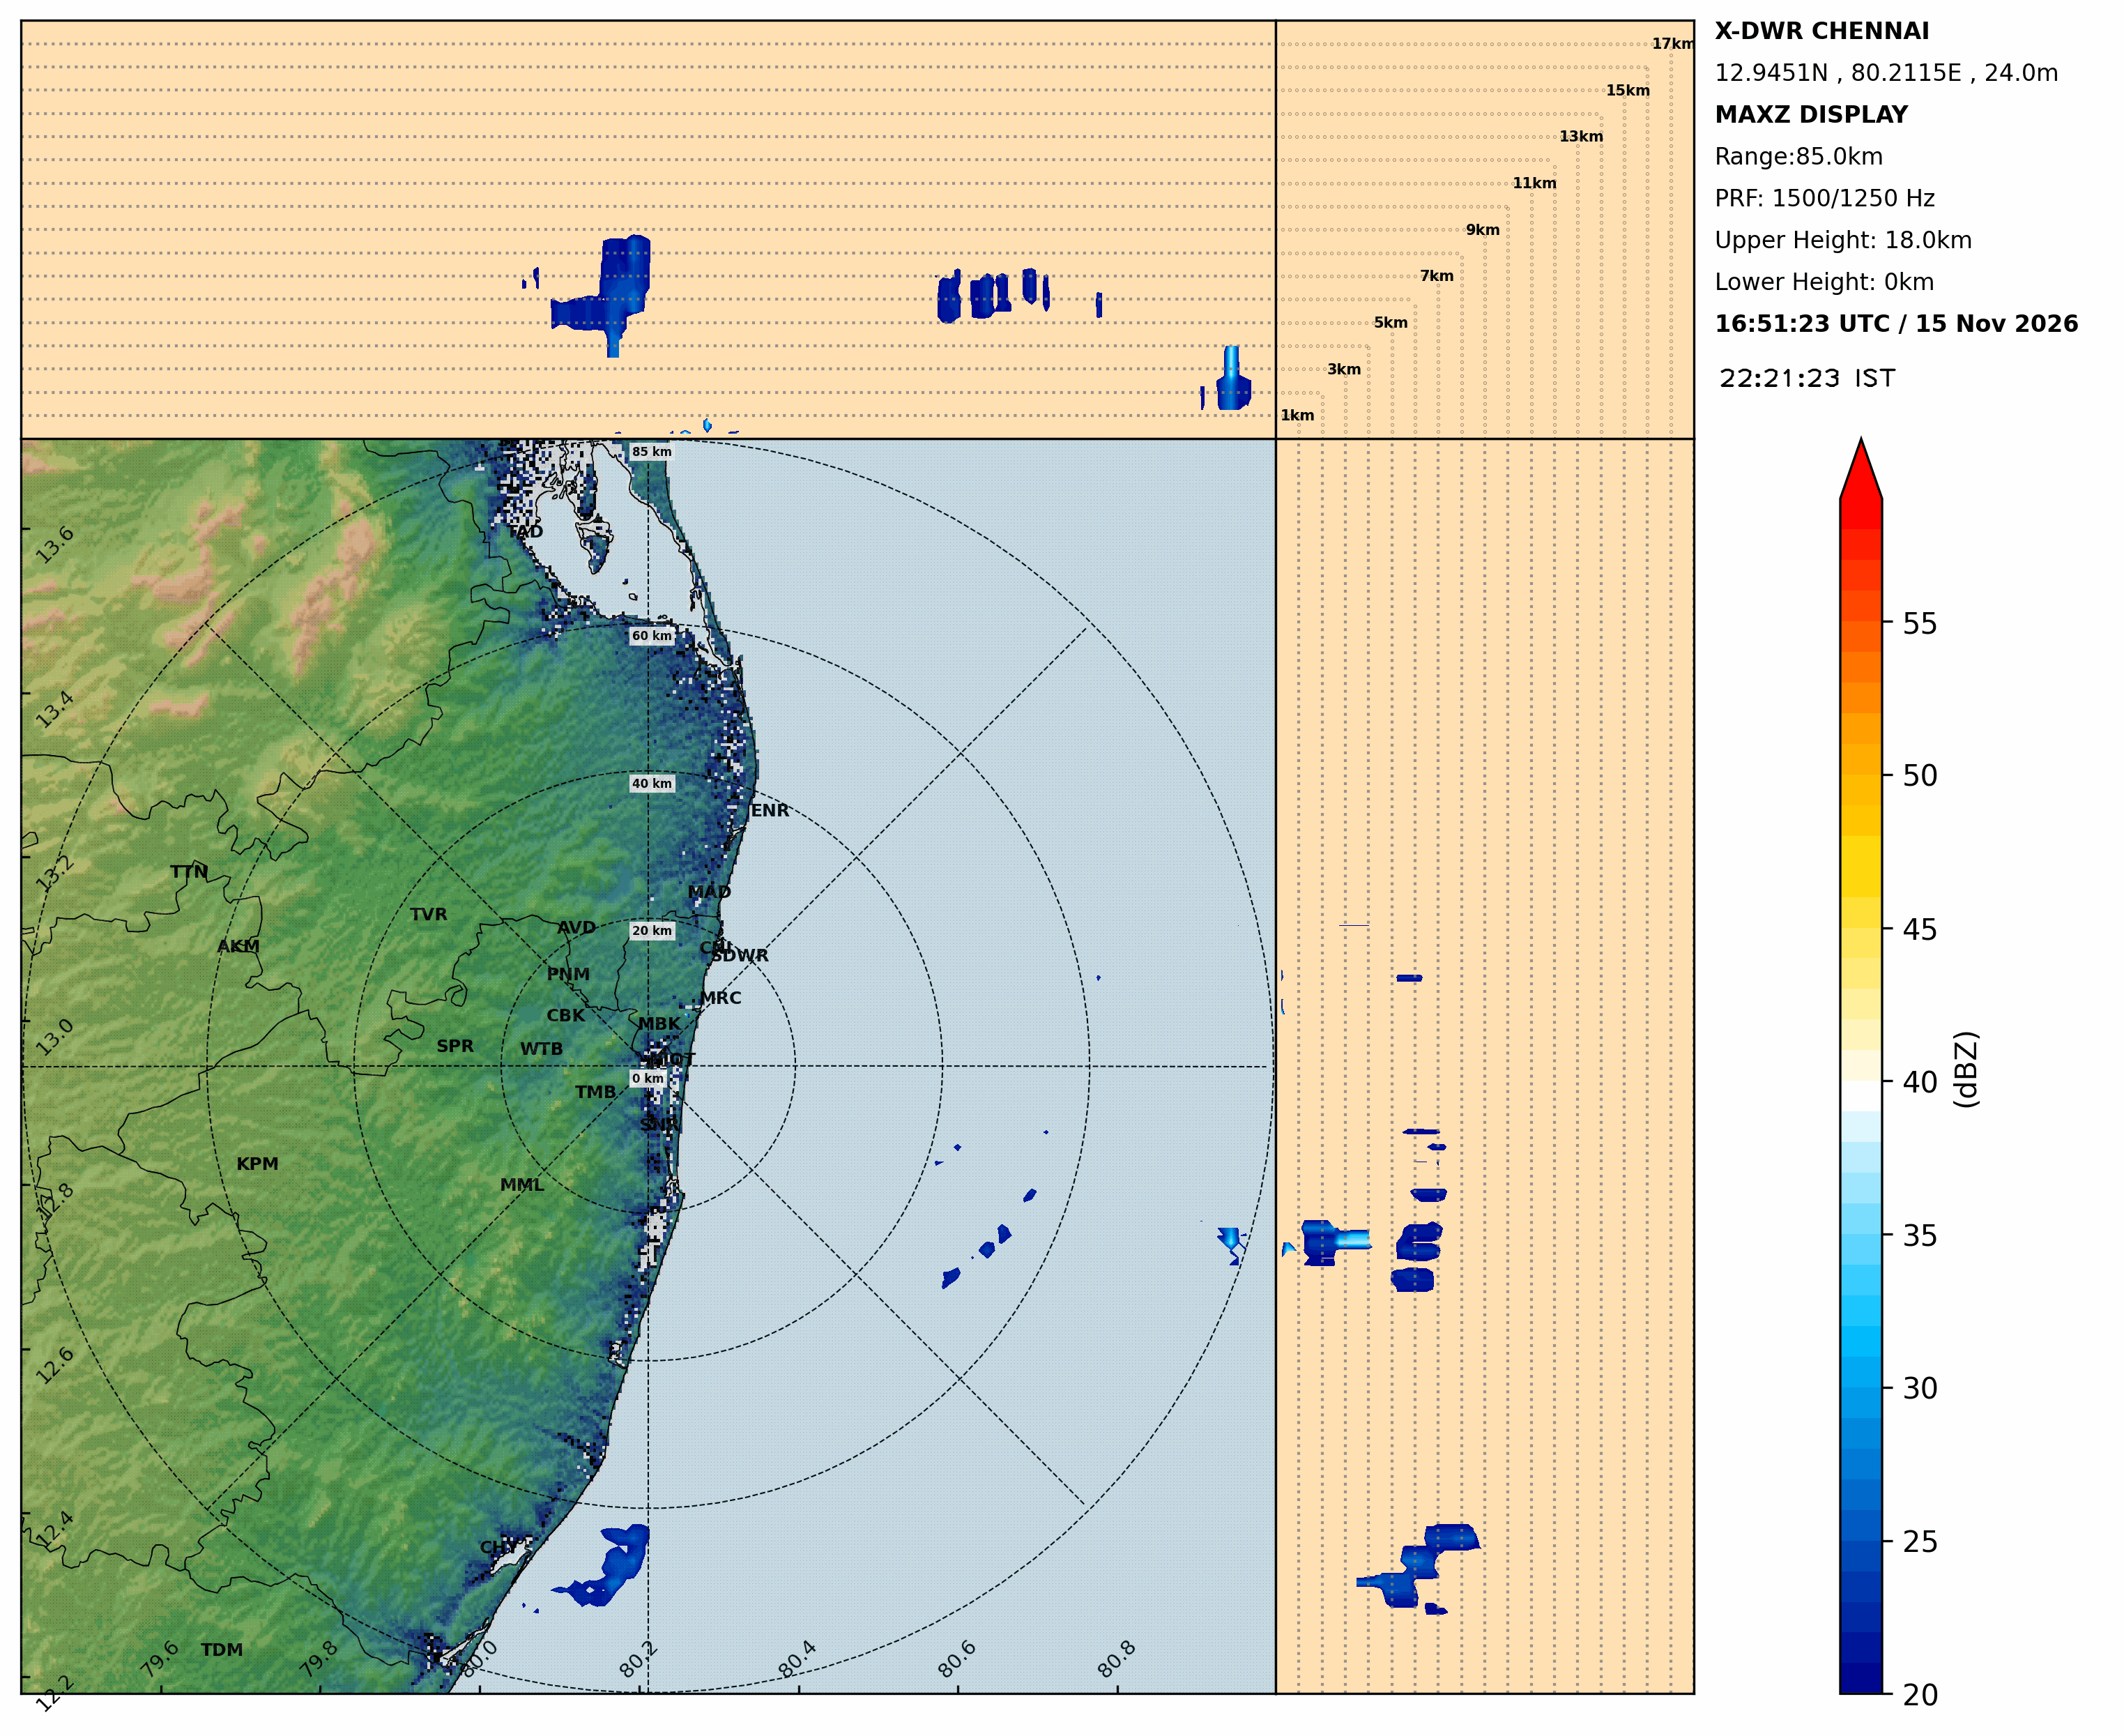 X-DWR CHENNAI
12.9451N , 80.2115E , 24.0m
MAXZ DISPLAY
Range:85.0km
PRF: 1500/1250 Hz
Upper Height: 18.0km
Lower Height: 0km
16:51:23 UTC / 15 Nov 2026
22:21:23 IST
17km
15km
13km
11km
9km
7km
5km
3km
1km
85 km
60 km
40 km
20 km
0 km
TAD
ENR
TTN
MAD
TVR
AVD
AKM
SDWR
PNM
MRC
CBK
MBK
SPR
WTB
TMB
SNR
KPM
MML
CHY
TDM
13.6
13.4
13.2
13.0
12.8
12.6
12.4
12.2
79.6
79.8
80.0
80.2
80.4
80.6
80.8
55
50
45
40
35
30
25
20
(dBZ)